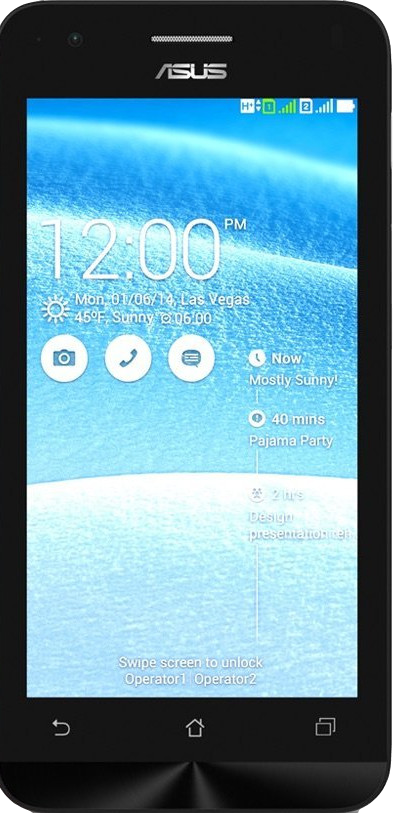 ASUS
H+ 1 2
12:00 PM
Mon, 01/06/14, Las Vegas
45°F, Sunny 06:00
Now
Mostly Sunny!
40 mins
Pajama Party
2 hrs
Design
presentation ref
Swipe screen to unlock
Operator1 Operator2